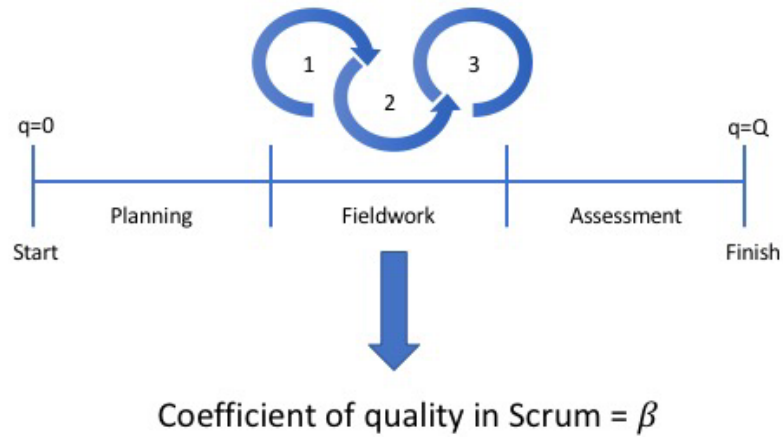 1
2
3
q=0
q=Q
Planning
Fieldwork
Assessment
Start
Finish
Coefficient of quality in Scrum = β